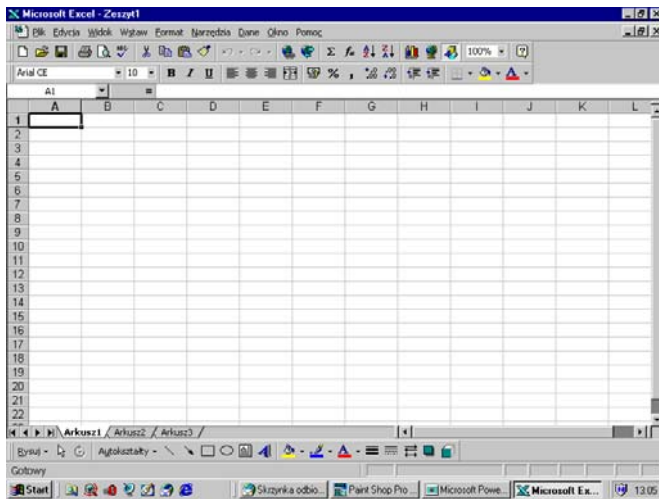 Microsoft Excel - Zeszyt1
Plik Edycja Widok Wstaw Format Narzędzia Dane Okno Pomoc
100%
Arial CE 10 B I U %
A1 =
A B C D E F G H I J K L
1
2
3
4
5
6
7
8
9
10
11
12
13
14
15
16
17
18
19
20
21
22
Arkusz1 Arkusz2 Arkusz3
Rysuj Autokształty
Gotowy
Start Skrzynka odbio... Paint Shop Pro ... Microsoft Powe... Microsoft Ex... 13:05